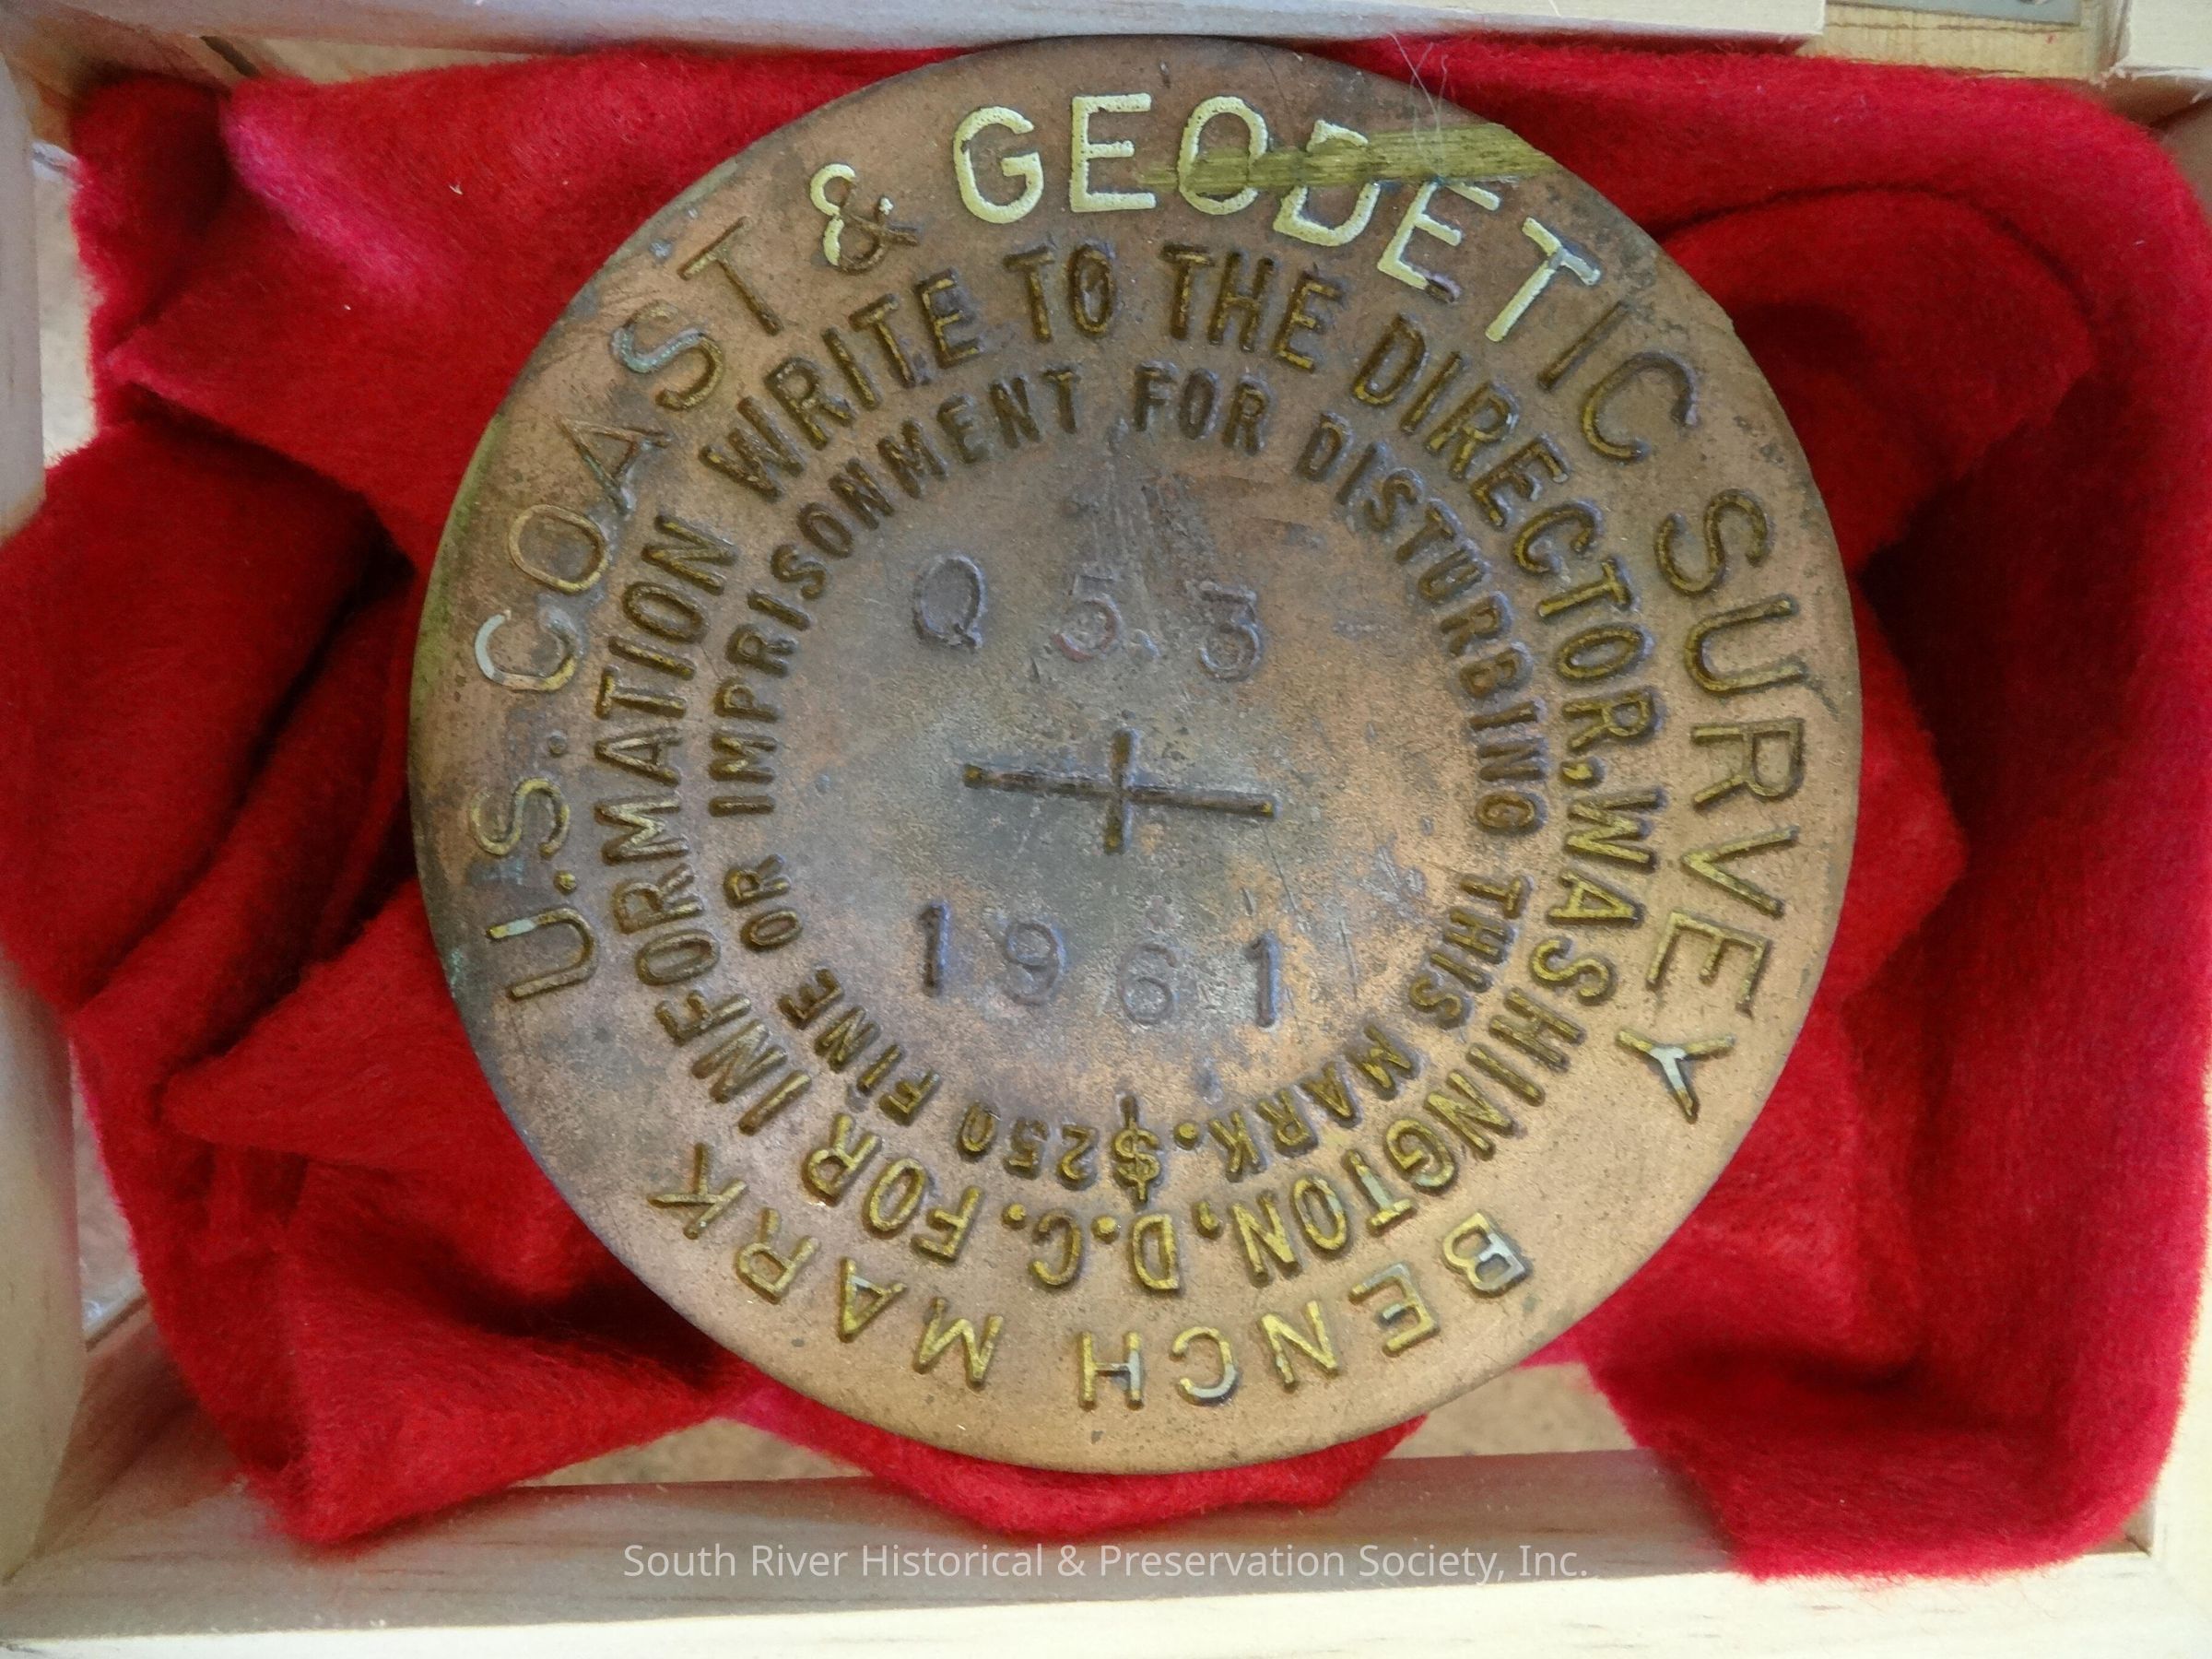 U.S. COAST & GEODETIC SURVEY
BENCH MARK
FOR INFORMATION WRITE TO THE DIRECTOR, WASHINGTON, D.C.
$250 FINE OR IMPRISONMENT FOR DISTURBING THIS MARK.
Q 53
1961
South River Historical & Preservation Society, Inc.